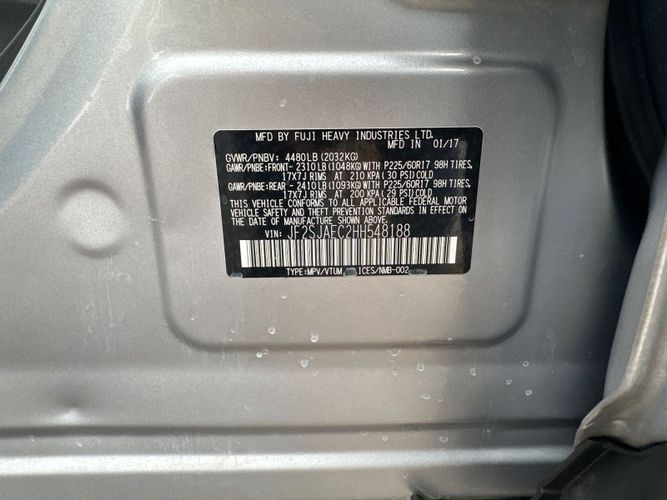 MFD BY FUJI HEAVY INDUSTRIES LTD.
MFD IN 01/17
GVWR/PNBV: 4480LB(2032KG)
GAWR/PNBE:FRONT- 2310LB(1048KG)WITH P225/60R17 98H TIRES,
17X7J RIMS AT 210 KPA(30 PSI)COLD
GAWR/PNBE:REAR - 2410LB(1093KG)WITH P225/60R17 98H TIRES,
17X7J RIMS AT 200 KPA(29 PSI)COLD
THIS VEHICLE CONFORMS TO ALL APPLICABLE FEDERAL MOTOR
VEHICLE SAFETY AND THEFT PREVENTION STANDARDS IN EFFECT
ON THE DATE OF MANUFACTURE SHOWN ABOVE.
VIN: JF2SJAEC2HH548188
TYPE:MPV/VTUM ICES/NMB-002